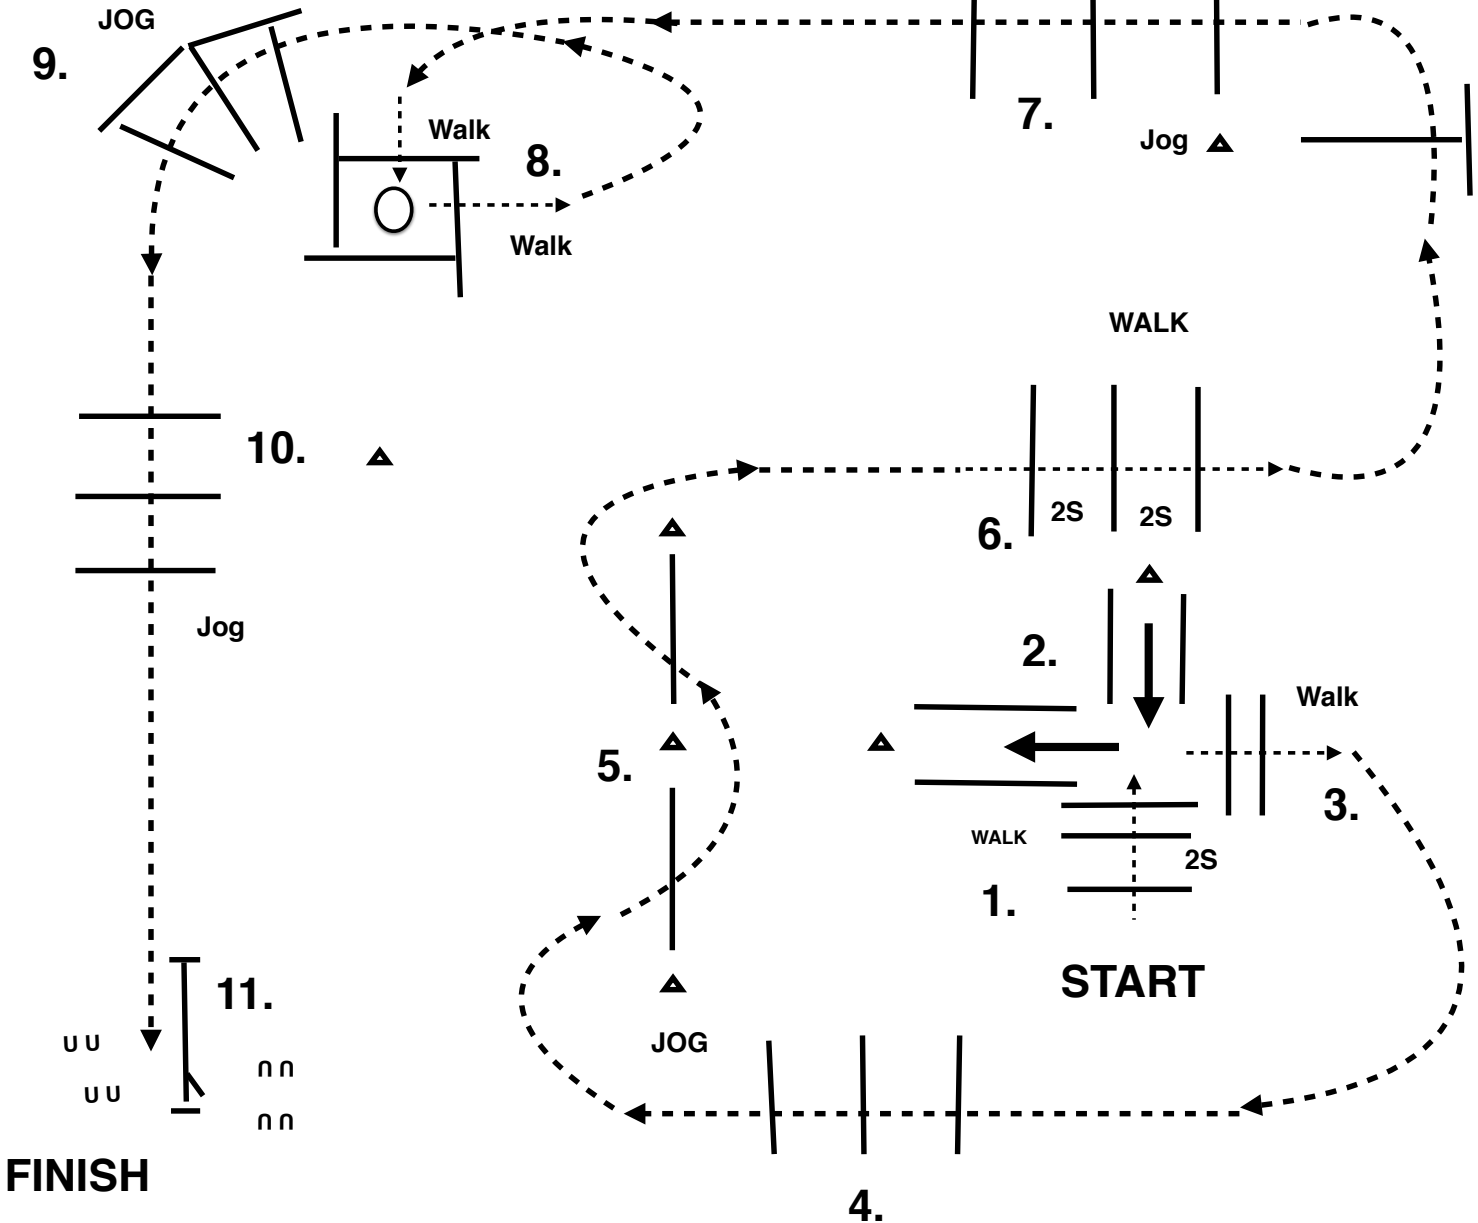 JOG
9.
Walk
8.
Walk
7.
Jog
WALK
10.
2S
2S
6.
Jog
2.
Walk
5.
3.
WALK
2S
1.
START
11.
JOG
U U
U U
FINISH
4.